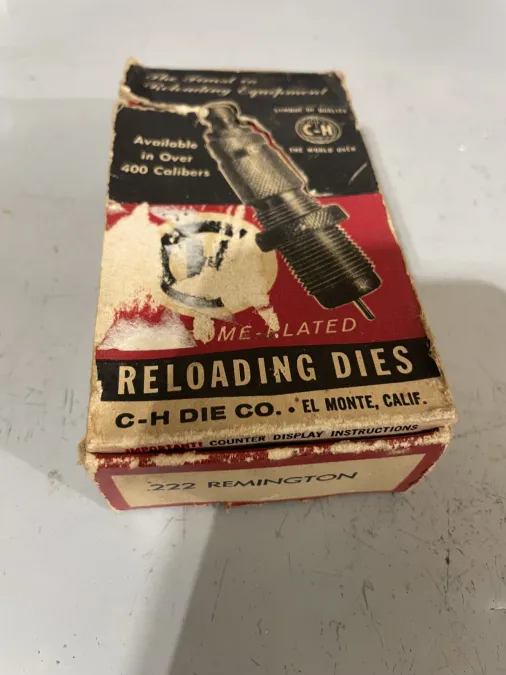 The Finest in
Reloading Equipment
SYMBOL OF QUALITY
C-H
THE WORLD OVER
Available
in Over
400 Calibers
ME-PLATED
RELOADING DIES
C-H DIE CO. • EL MONTE, CALIF.
IMPORTANT! COUNTER DISPLAY INSTRUCTIONS
.222 REMINGTON